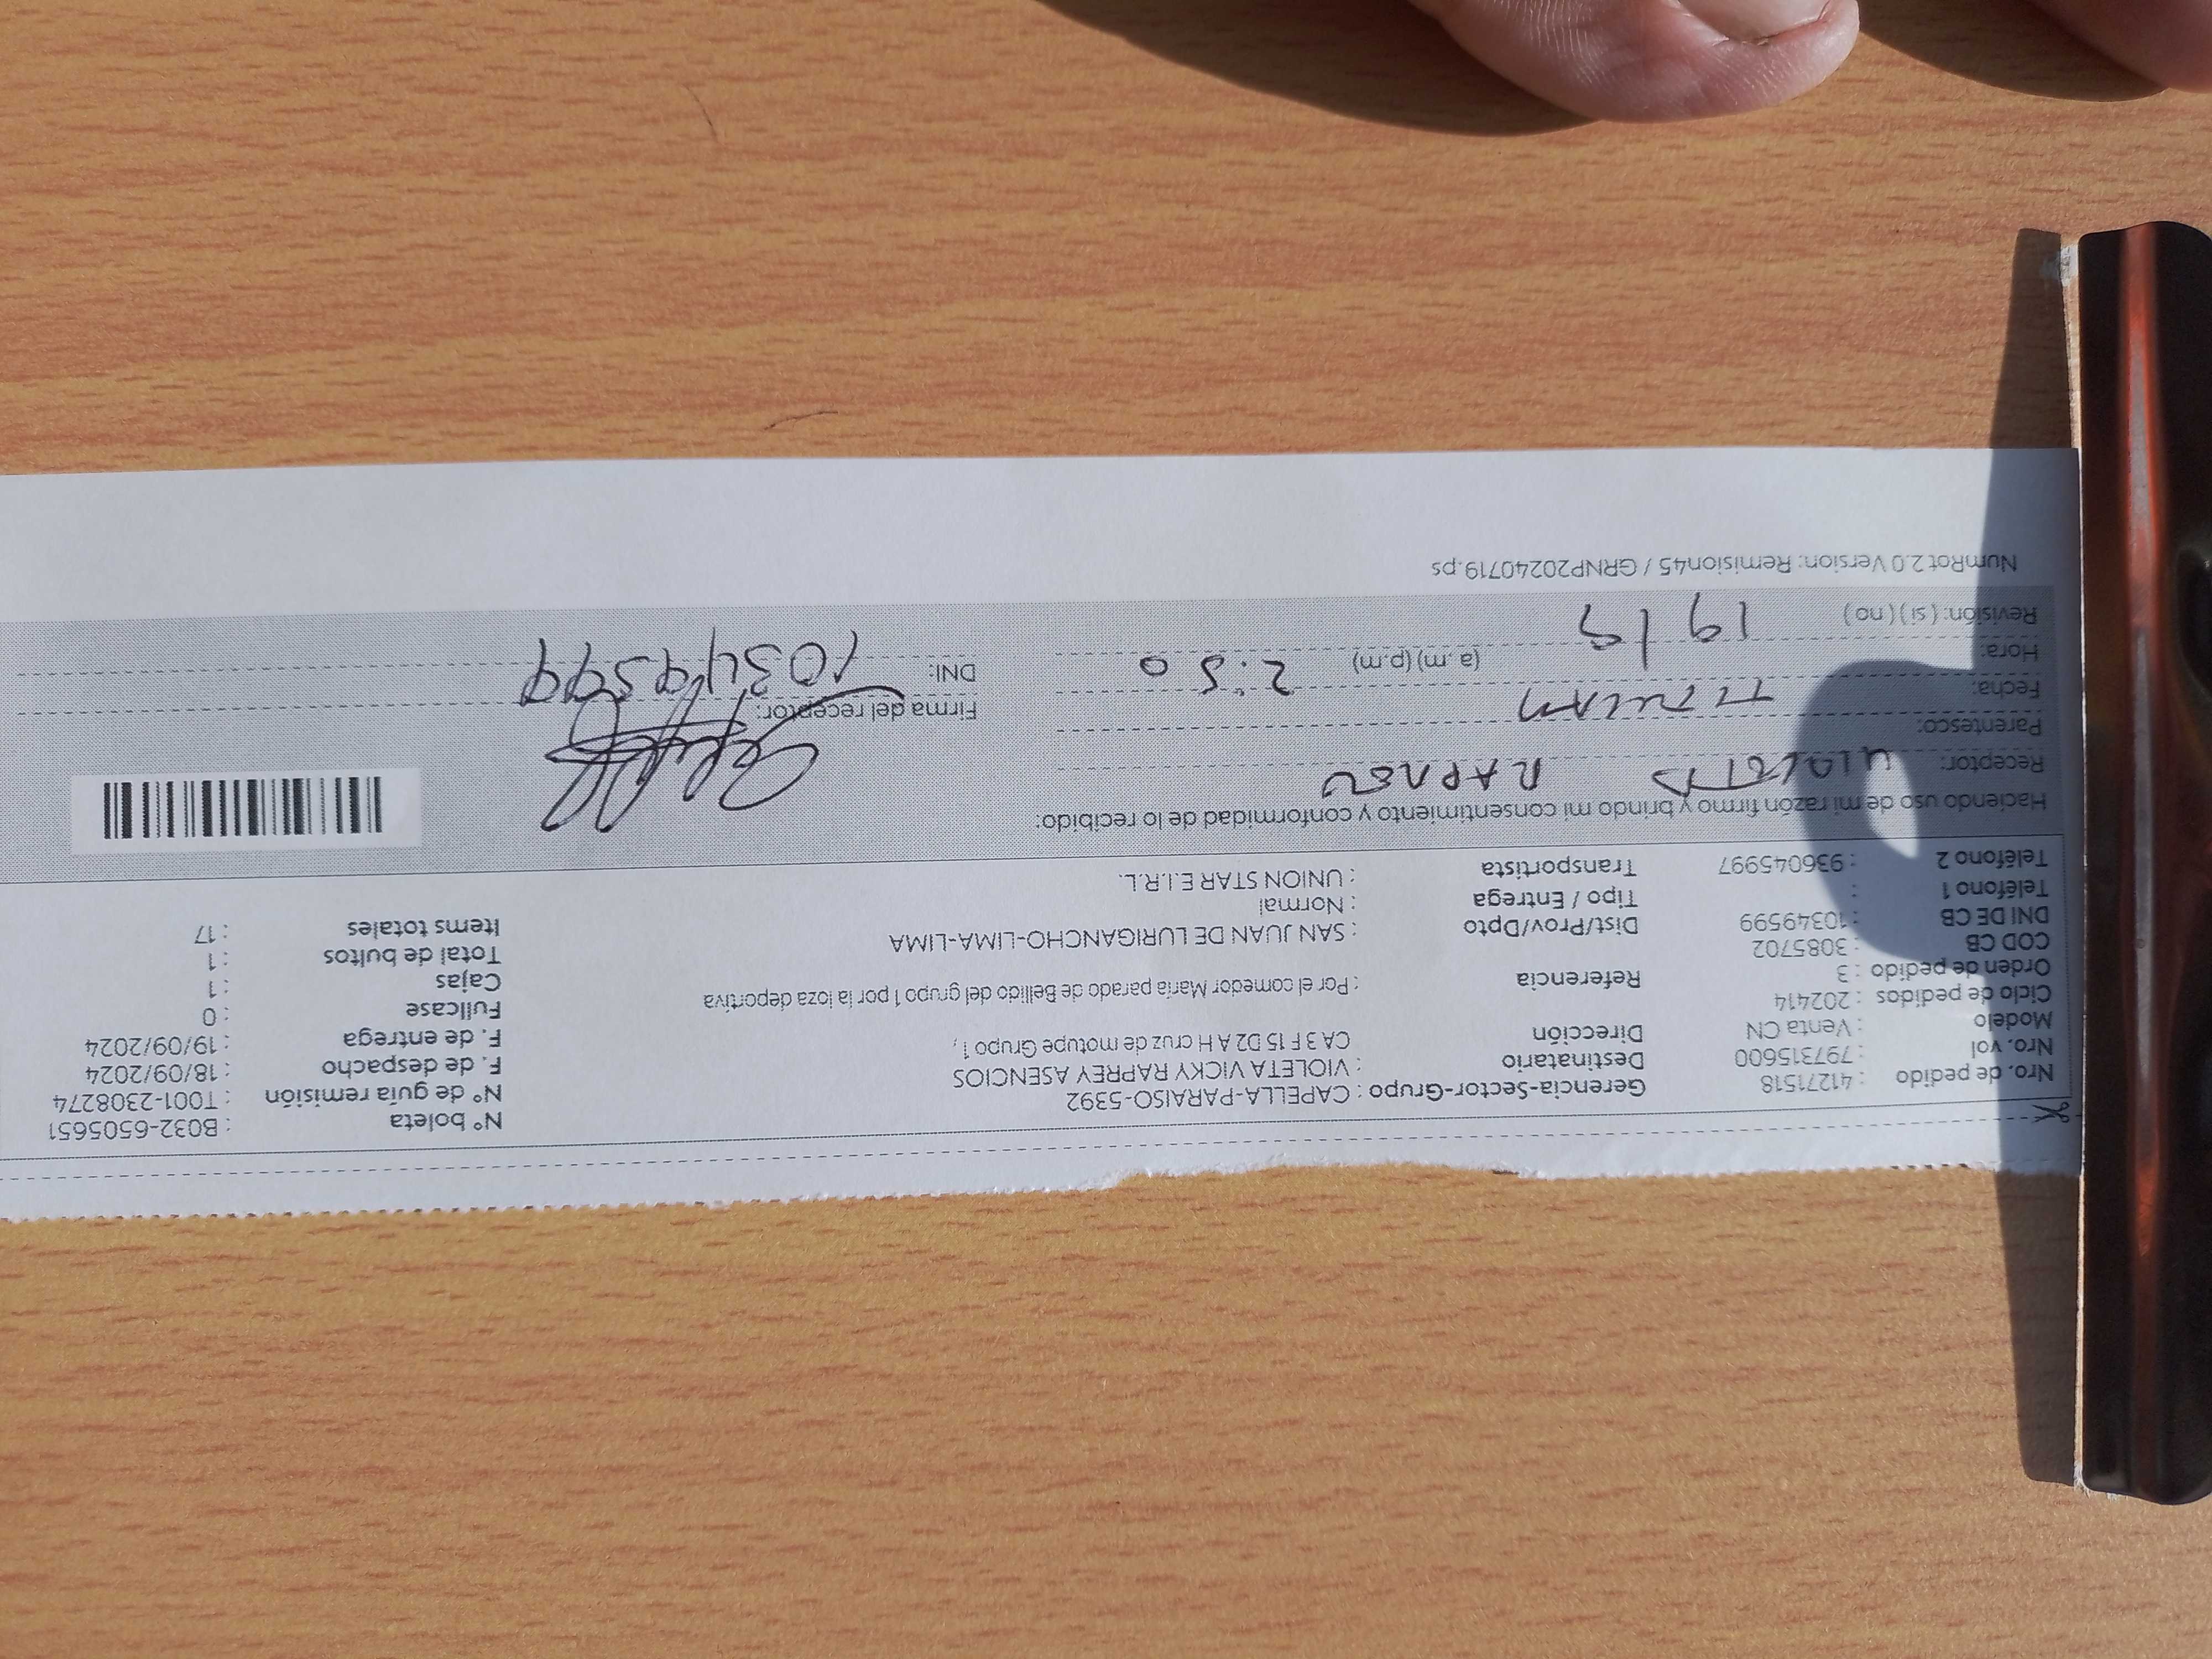 Nro. de pedido : 41271518 Gerencia-Sector-Grupo : CAPELLA-PARAISO-5392 N° boleta : B032-6505651
Nro. vol : 797315600 Destinatario : VIOLETA VICKY RAPREY ASENCIOS N° de guía remisión : T001-2308274
Modelo : Venta CN Dirección CA 3 F 15 D2 A H cruz de motupe Grupo 1 , F. de despacho : 18/09/2024
Ciclo de pedidos : 202414 F. de entrega : 19/09/2024
Orden de pedido : 3 Referencia : Por el comedor María parado de Bellido del grupo 1 por la loza deportiva Fullcase : 0
COD CB : 3085702 Cajas : 1
DNI DE CB : 10349599 Dist/Prov/Dpto : SAN JUAN DE LURIGANCHO-LIMA-LIMA Total de bultos : 1
Teléfono 1 : Tipo / Entrega : Normal Items totales : 17
Teléfono 2 : 936045997 Transportista : UNION STAR E.I.R.L.
Haciendo uso de mi razón firmo y brindo mi consentimiento y conformidad de lo recibido:
Receptor: RAPREY
Parentesco:
Fecha: TITULAR Firma del receptor:
Hora: (a.m) (p.m) 2:50 DNI: 10349599
Revisión: ( si ) ( no ) 19/9
NumRot 2.0 Version: Remision45 / GRNP20240719.ps